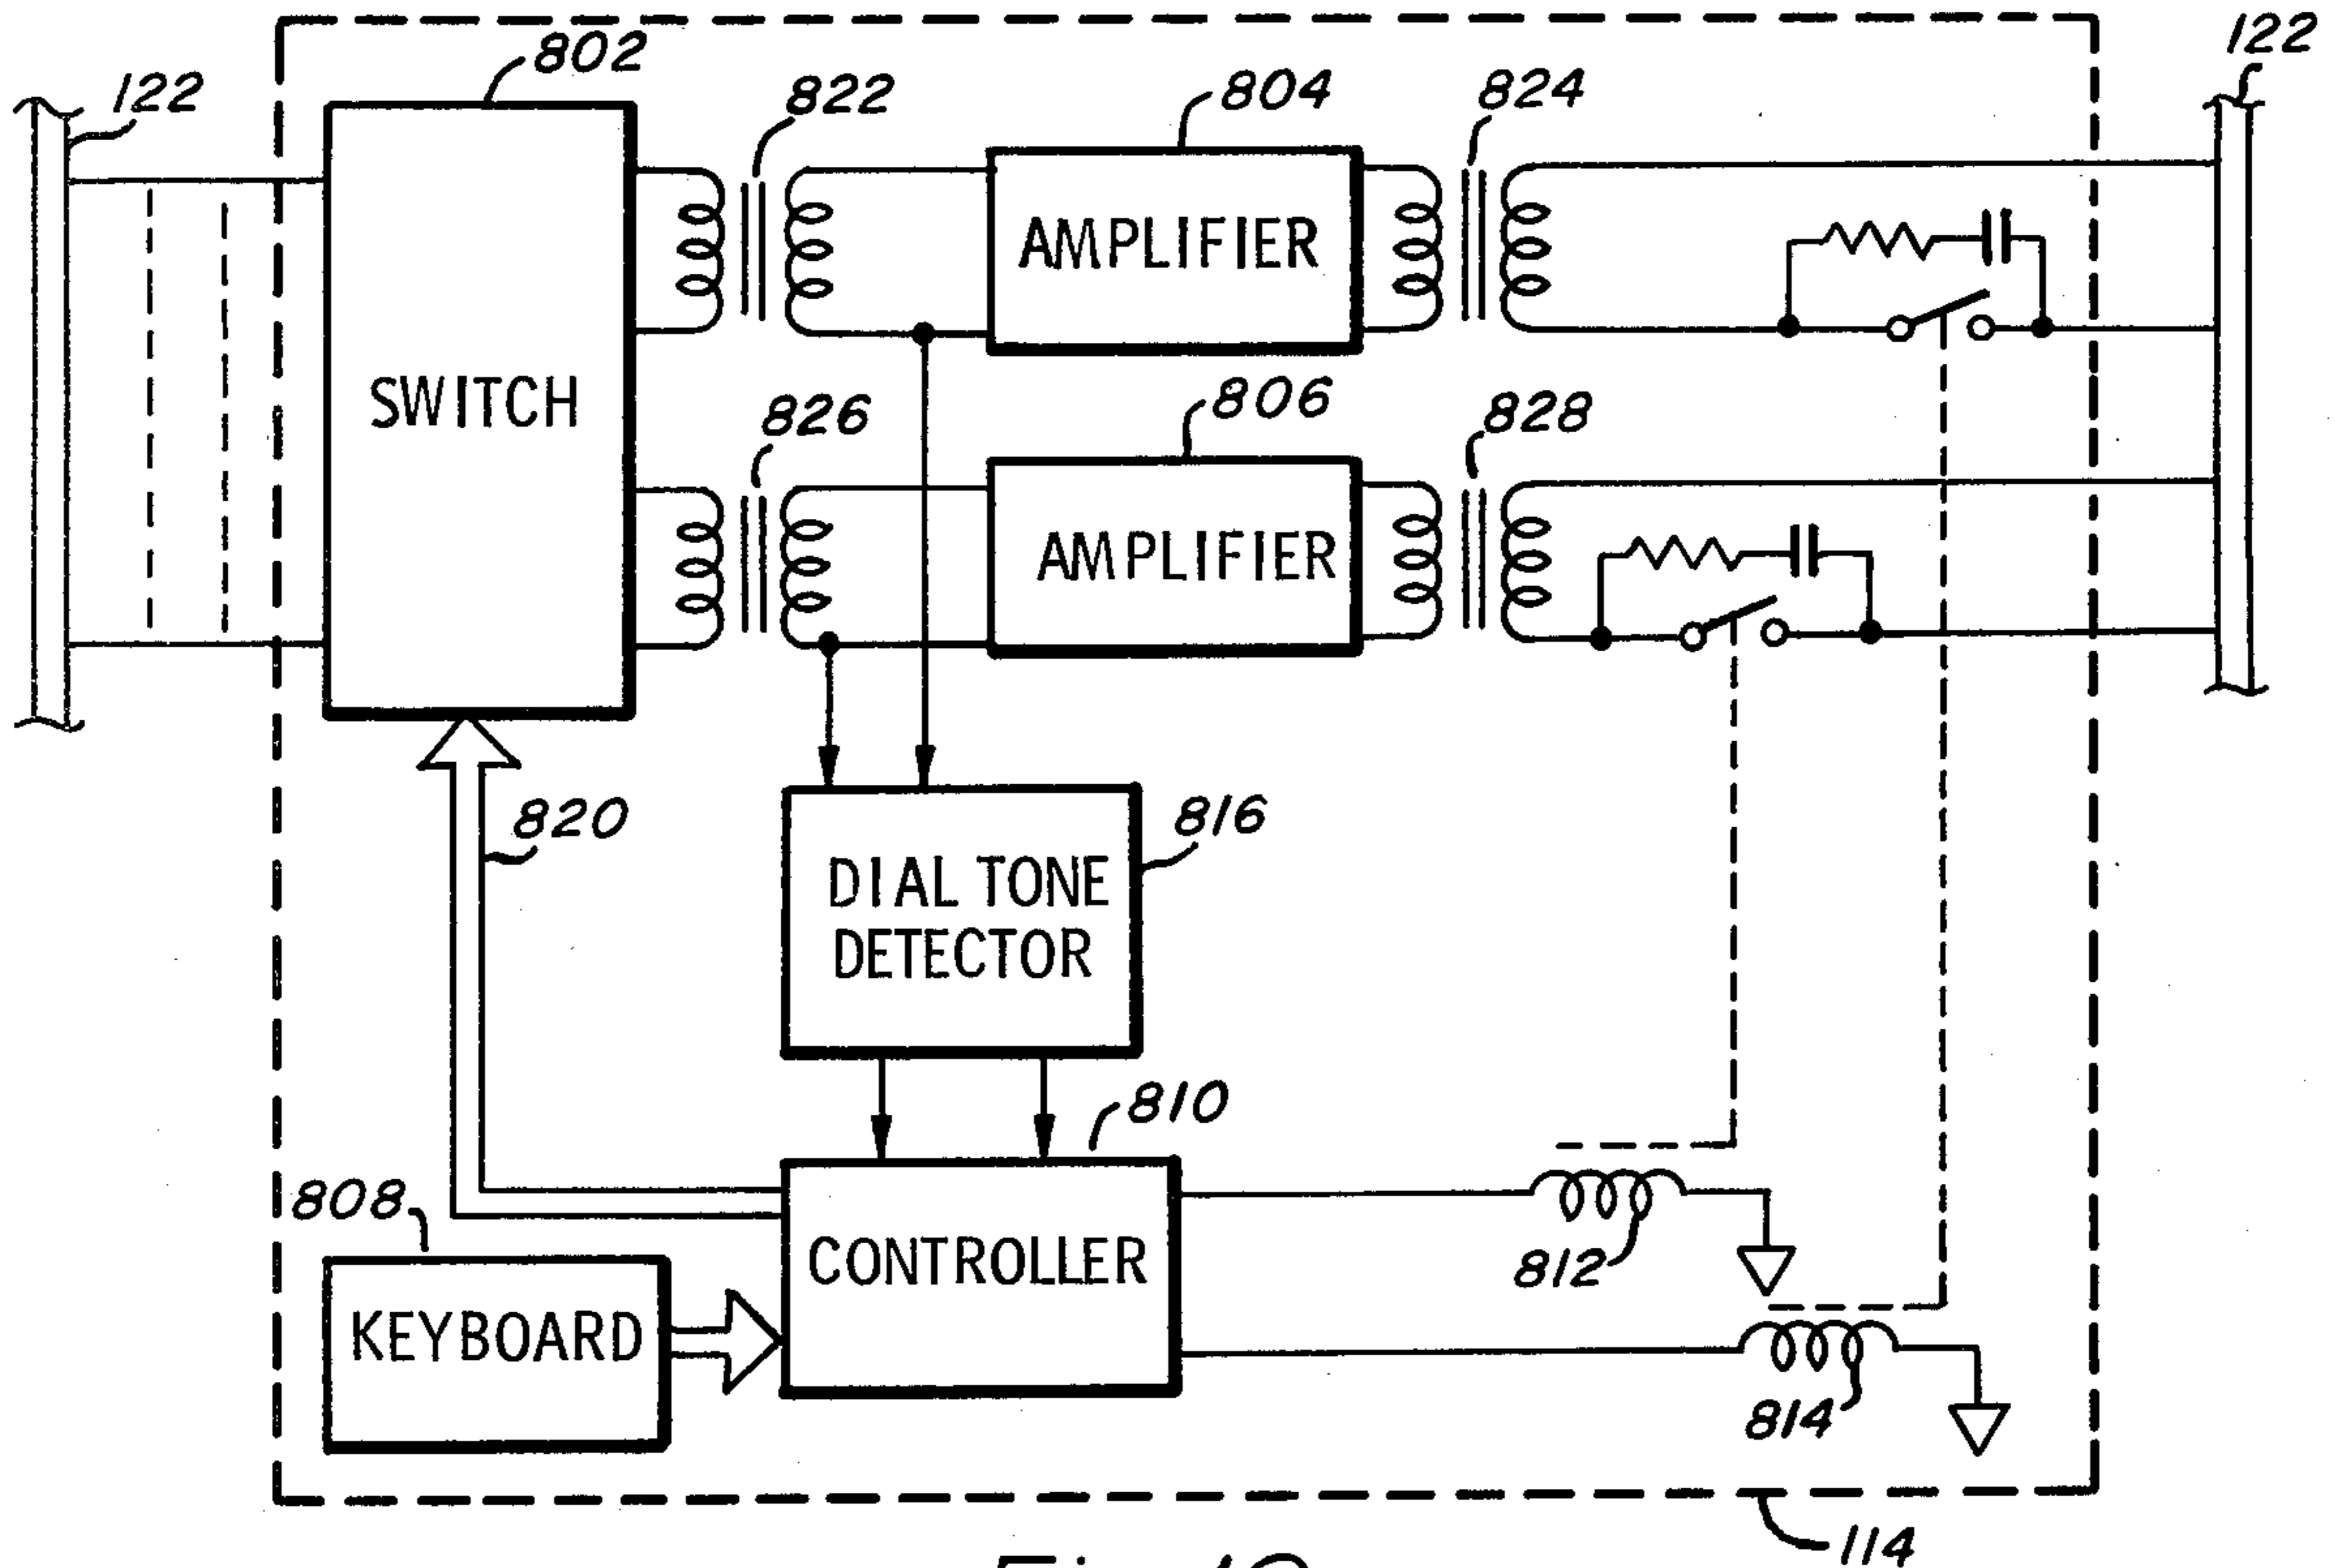 122
802
822
804
824
122
SWITCH
AMPLIFIER
826
806
828
AMPLIFIER
820
816
DIAL TONE
DETECTOR
810
808
CONTROLLER
812
KEYBOARD
814
114